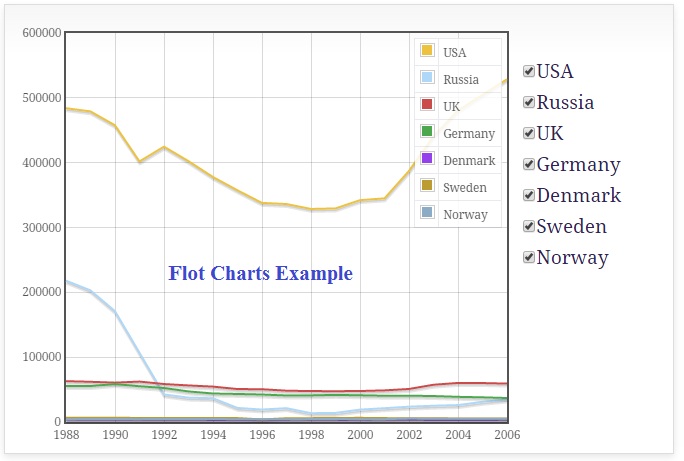 600000
500000
400000
300000
200000
100000
0
1988 1990 1992 1994 1996 1998 2000 2002 2004 2006
Flot Charts Example
USA
Russia
UK
Germany
Denmark
Sweden
Norway
USA
Russia
UK
Germany
Denmark
Sweden
Norway